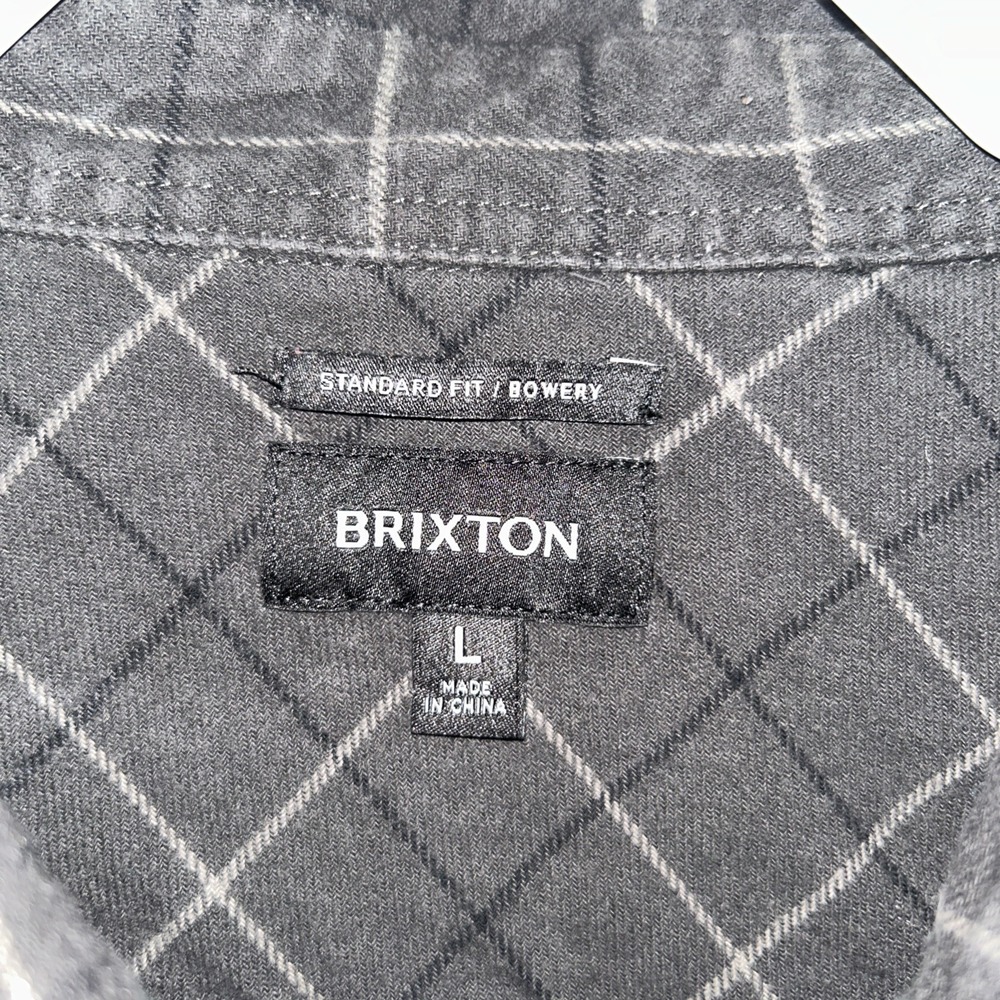 STANDARD FIT / BOWERY
BRIXTON
L
MADE
IN CHINA